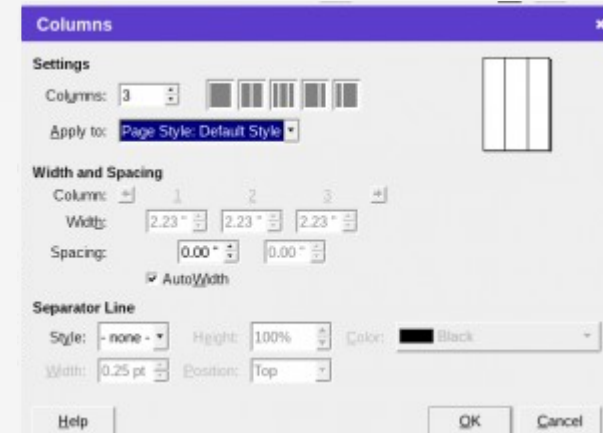 Columns ×
Settings
Columns: 3
Apply to: Page Style: Default Style
Width and Spacing
Column: 1 2 3
Width: 2.23 " 2.23 " 2.23 "
Spacing: 0.00 " 0.00 "
AutoWidth
Separator Line
Style: - none - Height: 100% Color: Black
Width: 0.25 pt Position: Top
Help OK Cancel